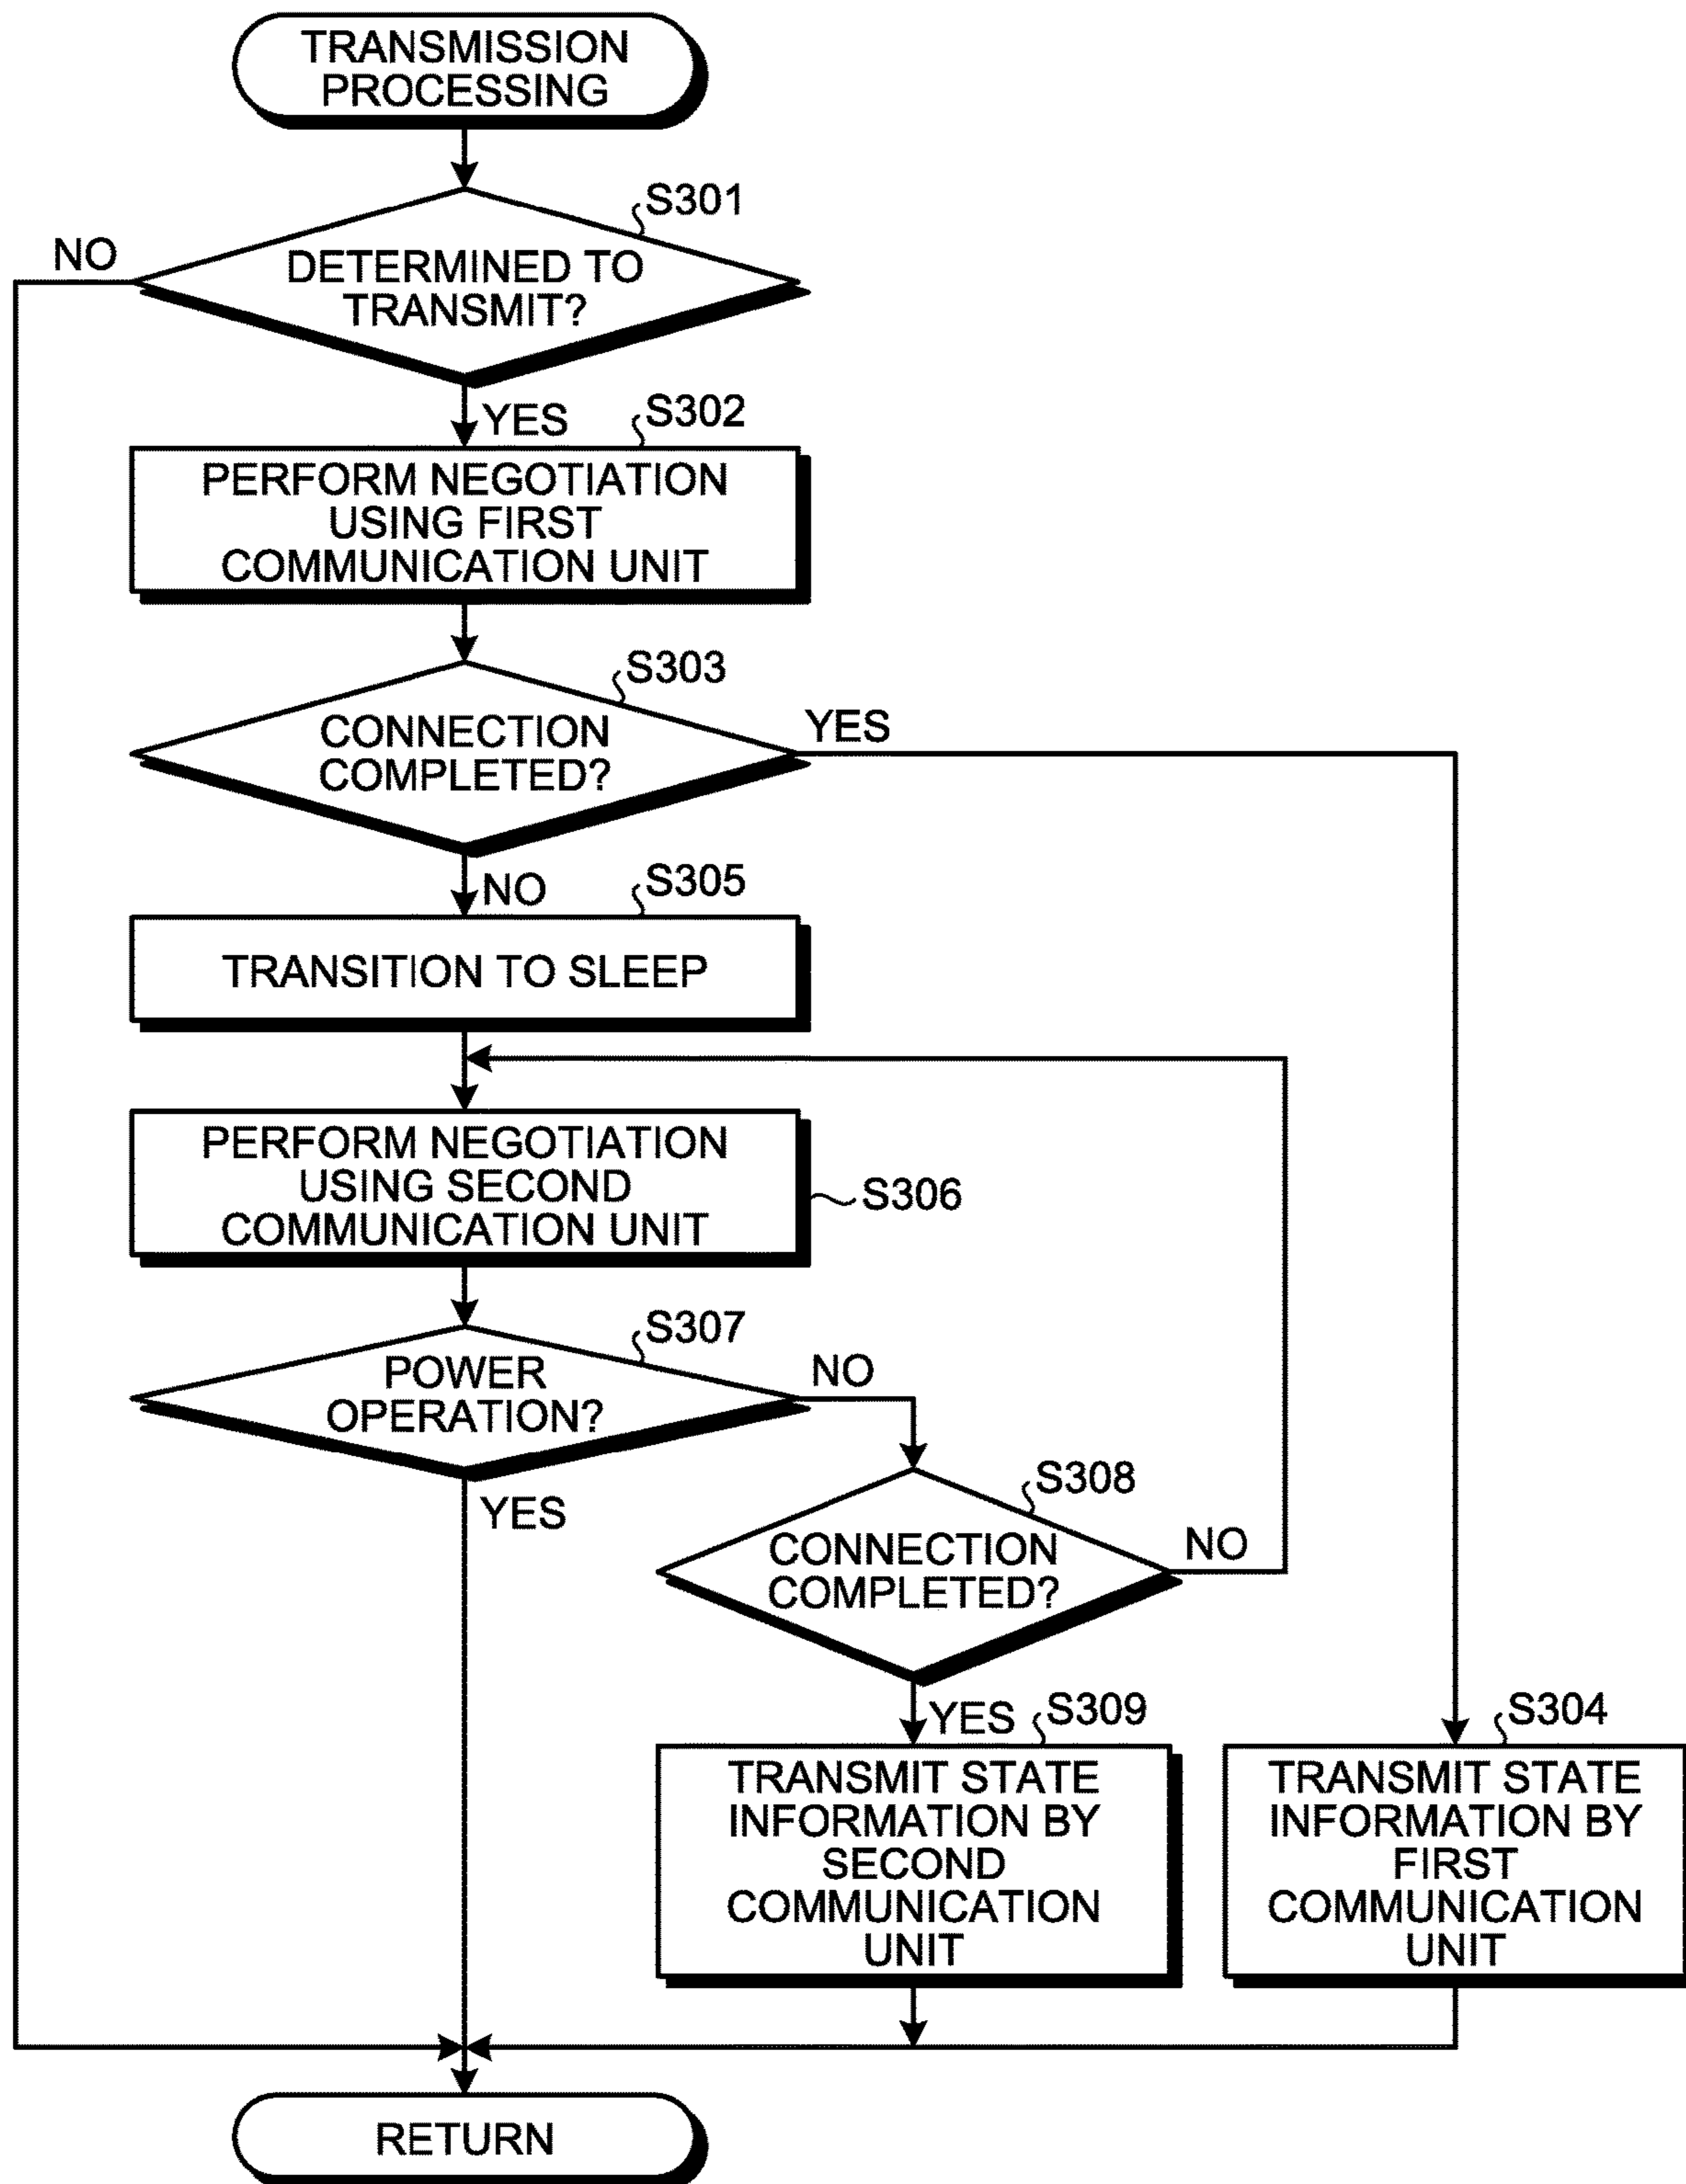 TRANSMISSION
PROCESSING
S301
NO
DETERMINED TO
TRANSMIT?
YES
S302
PERFORM NEGOTIATION
USING FIRST
COMMUNICATION UNIT
S303
CONNECTION
COMPLETED?
YES
NO
S305
TRANSITION TO SLEEP
PERFORM NEGOTIATION
USING SECOND
COMMUNICATION UNIT
S306
S307
POWER
OPERATION?
NO
YES
S308
CONNECTION
COMPLETED?
NO
YES
S309
TRANSMIT STATE
INFORMATION BY
SECOND
COMMUNICATION
UNIT
S304
TRANSMIT STATE
INFORMATION BY
FIRST
COMMUNICATION
UNIT
RETURN